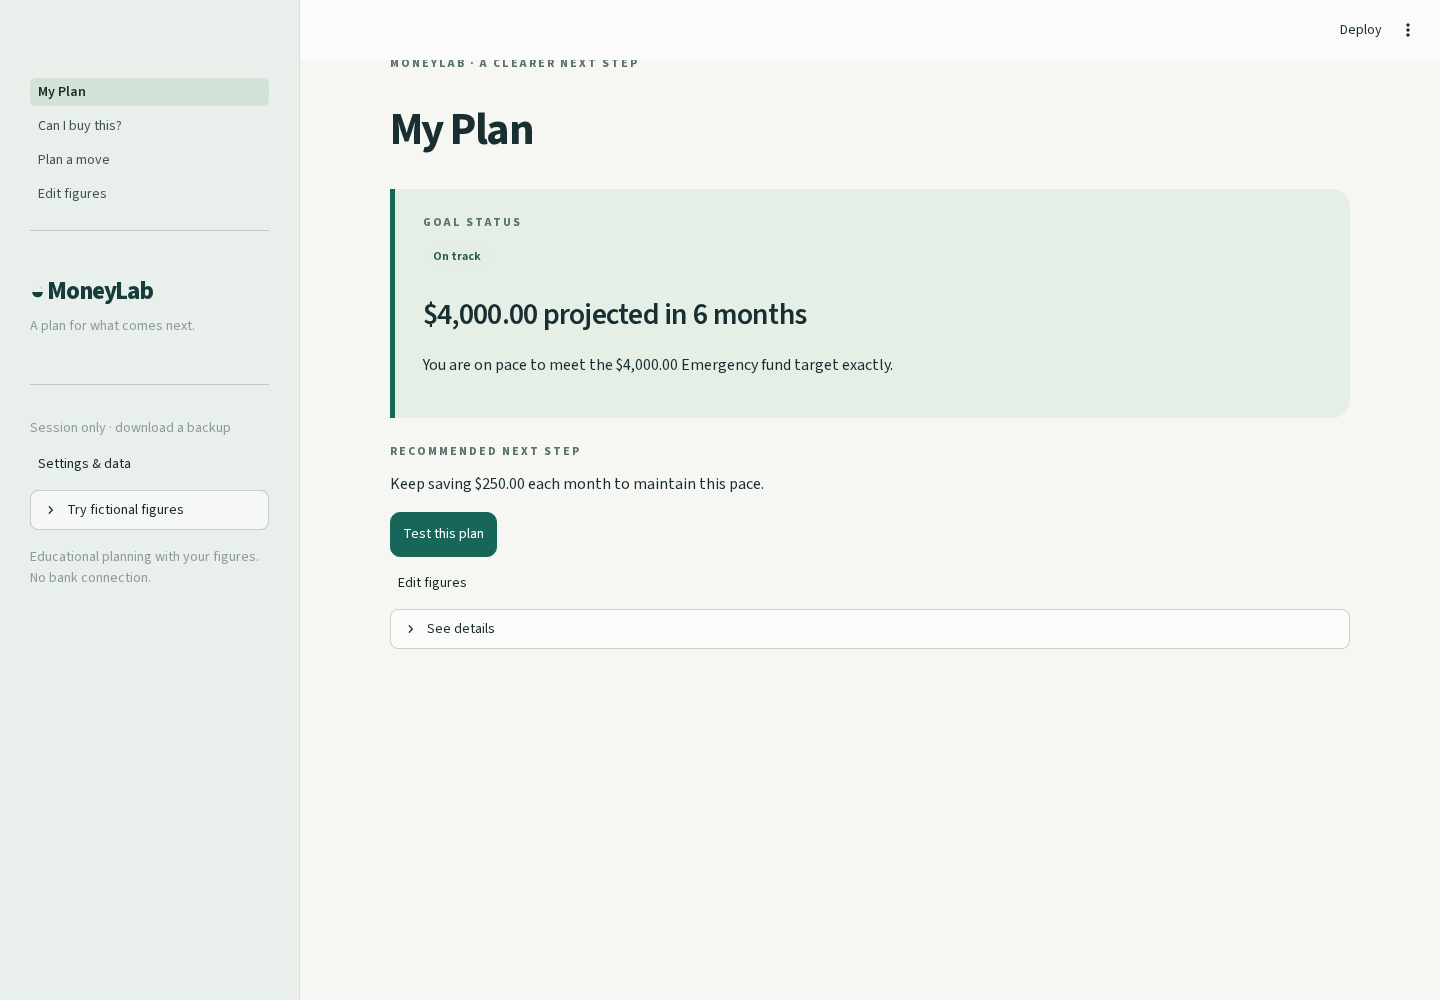 My Plan
Can I buy this?
Plan a move
Edit figures
MoneyLab
A plan for what comes next.
Session only · download a backup
Settings & data
Try fictional figures
Educational planning with your figures.
No bank connection.
Deploy
MONEYLAB · A CLEARER NEXT STEP
My Plan
GOAL STATUS
On track
$4,000.00 projected in 6 months
You are on pace to meet the $4,000.00 Emergency fund target exactly.
RECOMMENDED NEXT STEP
Keep saving $250.00 each month to maintain this pace.
Test this plan
Edit figures
See details